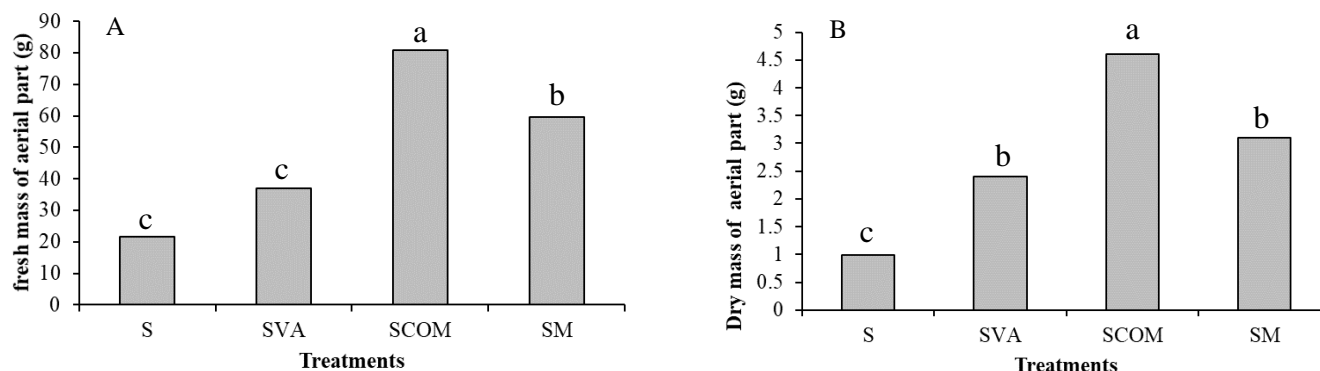 A
fresh mass of aerial part (g)
90
80
70
60
50
40
30
20
10
0
c
c
a
b
S SVA SCOM SM
Treatments
B
Dry mass of aerial part (g)
5
4.5
4
3.5
3
2.5
2
1.5
1
0.5
0
c
b
a
b
S SVA SCOM SM
Treatments